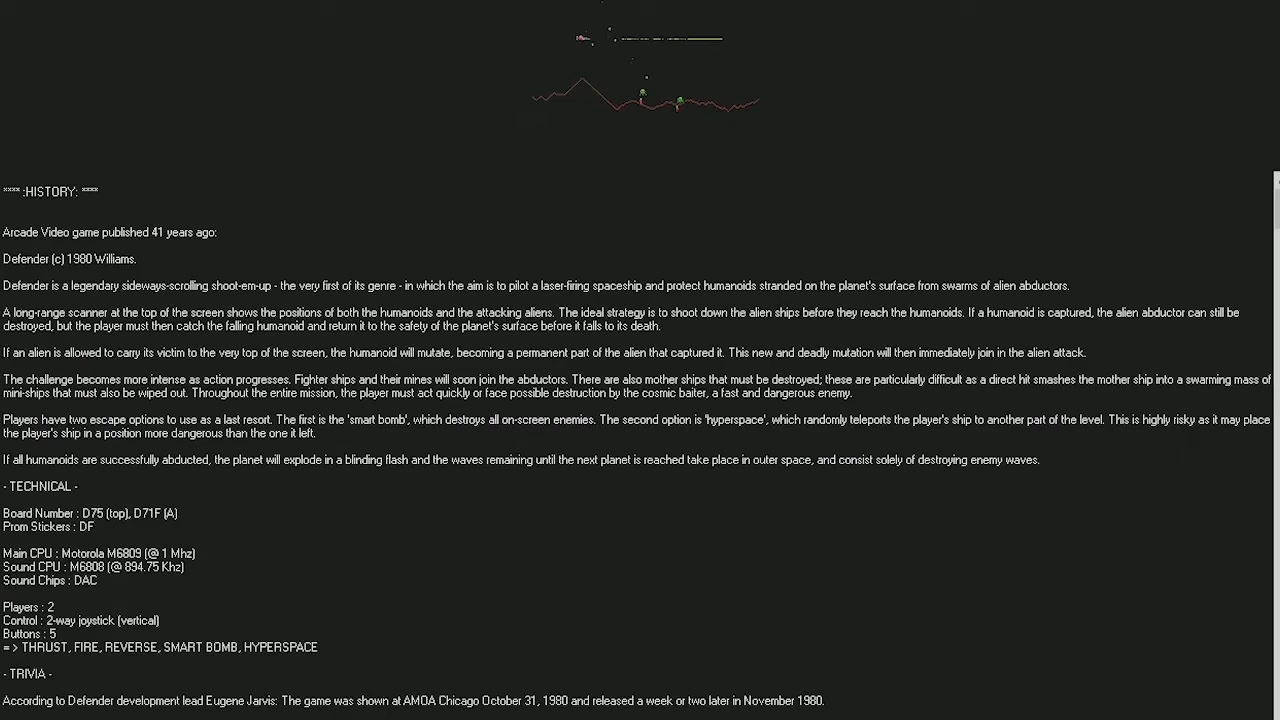 **** :HISTORY: ****
Arcade Video game published 41 years ago:
Defender (c) 1980 Williams.
Defender is a legendary sideways-scrolling shoot-em-up - the very first of its genre - in which the aim is to pilot a laser-firing spaceship and protect humanoids stranded on the planet's surface from swarms of alien abductors.
A long-range scanner at the top of the screen shows the positions of both the humanoids and the attacking aliens. The ideal strategy is to shoot down the alien ships before they reach the humanoids. If a humanoid is captured, the alien abductor can still be
destroyed, but the player must then catch the falling humanoid and return it to the safety of the planet's surface before it falls to its death.
If an alien is allowed to carry its victim to the very top of the screen, the humanoid will mutate, becoming a permanent part of the alien that captured it. This new and deadly mutation will then immediately join in the alien attack.
The challenge becomes more intense as action progresses. Fighter ships and their mines will soon join the abductors. There are also mother ships that must be destroyed; these are particularly difficult as a direct hit smashes the mother ship into a swarming mass of
mini-ships that must also be wiped out. Throughout the entire mission, the player must act quickly or face possible destruction by the cosmic baiter, a fast and dangerous enemy.
Players have two escape options to use as a last resort. The first is the 'smart bomb', which destroys all on-screen enemies. The second option is 'hyperspace', which randomly teleports the player's ship to another part of the level. This is highly risky as it may place
the player's ship in a position more dangerous than the one it left.
If all humanoids are successfully abducted, the planet will explode in a blinding flash and the waves remaining until the next planet is reached take place in outer space, and consist solely of destroying enemy waves.
- TECHNICAL -
Board Number : D75 (top), D71F (A)
Prom Stickers : DF
Main CPU : Motorola M6809 (@ 1 Mhz)
Sound CPU : M6808 (@ 894.75 Khz)
Sound Chips : DAC
Players : 2
Control : 2-way joystick (vertical)
Buttons : 5
= > THRUST, FIRE, REVERSE, SMART BOMB, HYPERSPACE
- TRIVIA -
According to Defender development lead Eugene Jarvis: The game was shown at AMOA Chicago October 31, 1980 and released a week or two later in November 1980.